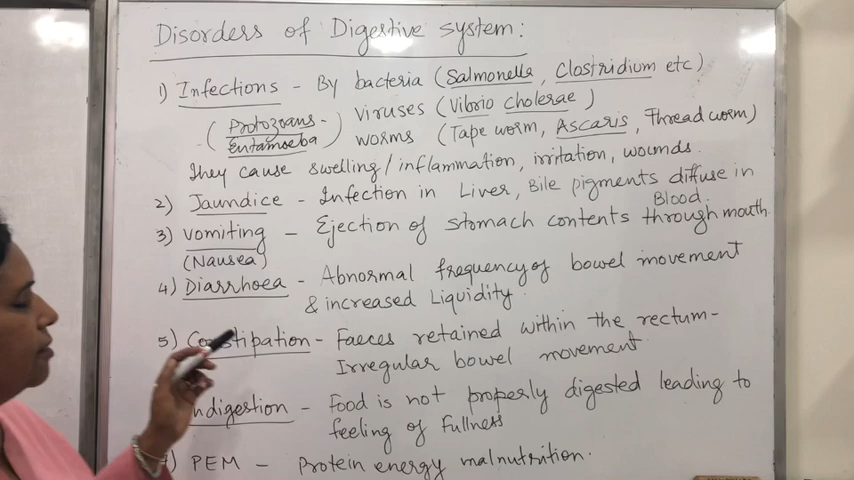 Disorders of Digestive system:
1) Infections - By bacteria (Salmonella, Clostridium etc)
(Protozoans - Entamoeba) Viruses (Vibrio cholerae)
worms (Tape worm, Ascaris, Thread worm)
They cause swelling/inflammation, irritation, wounds.
2) Jaundice - Infection in Liver, Bile pigments diffuse in Blood.
3) Vomiting - Ejection of stomach contents through mouth.
(Nausea)
4) Diarrhoea - Abnormal frequency of bowel movement
& increased Liquidity.
5) Constipation - Faeces retained within the rectum -
Irregular bowel movement.
ndigestion - Food is not properly digested leading to
feeling of fullness
7) PEM - Protein energy malnutrition.